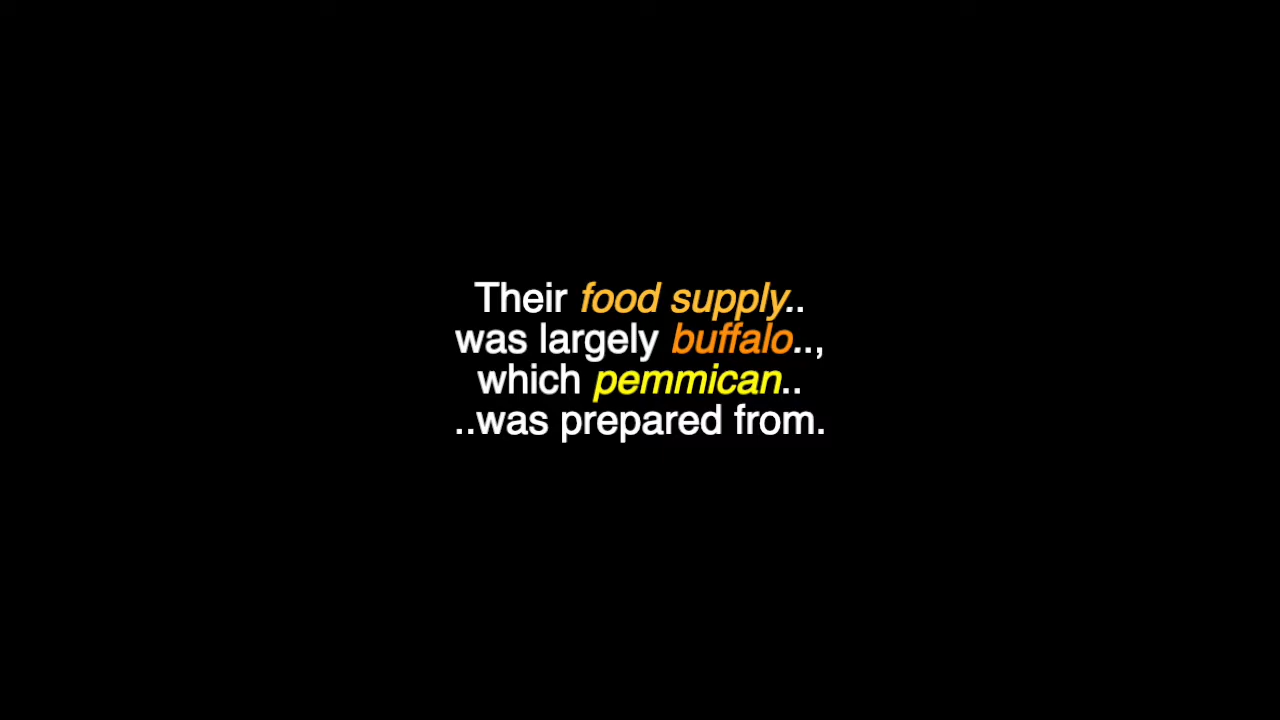 Their food supply..
was largely buffalo..,
which pemmican..
..was prepared from.